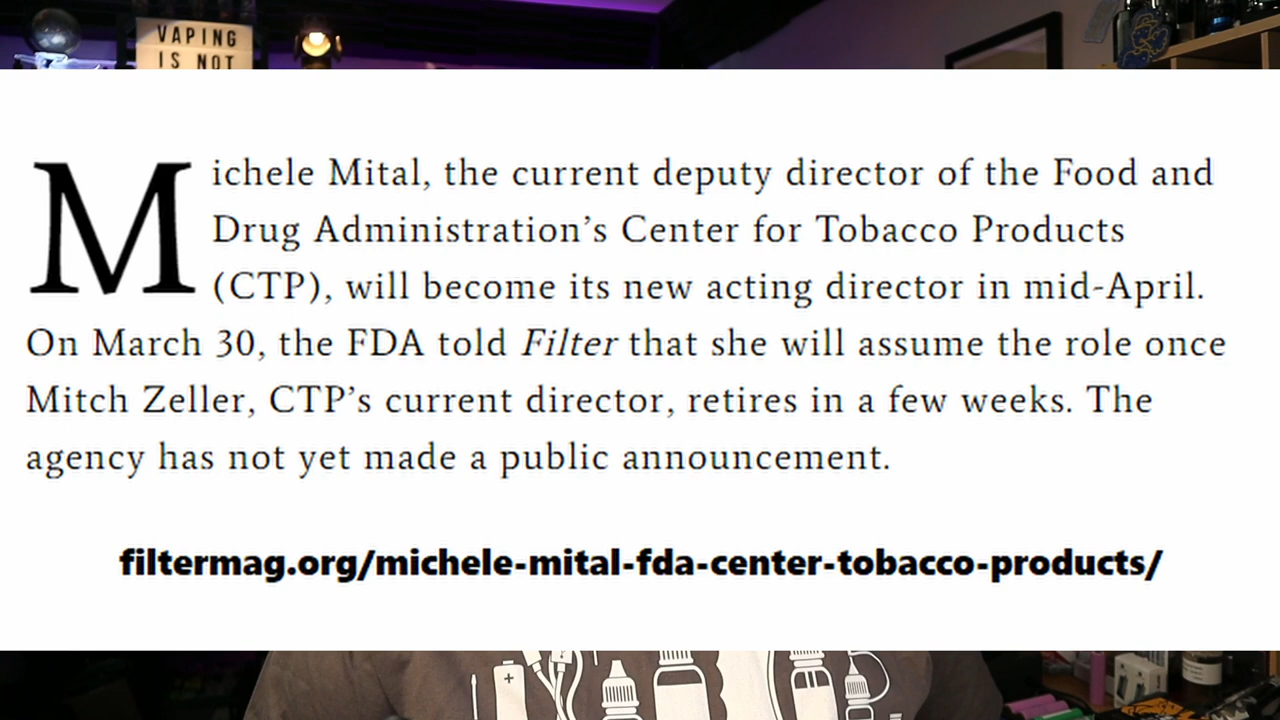 VAPING
IS NOT
Michele Mital, the current deputy director of the Food and
Drug Administration’s Center for Tobacco Products
(CTP), will become its new acting director in mid-April.
On March 30, the FDA told Filter that she will assume the role once
Mitch Zeller, CTP’s current director, retires in a few weeks. The
agency has not yet made a public announcement.
filtermag.org/michele-mital-fda-center-tobacco-products/